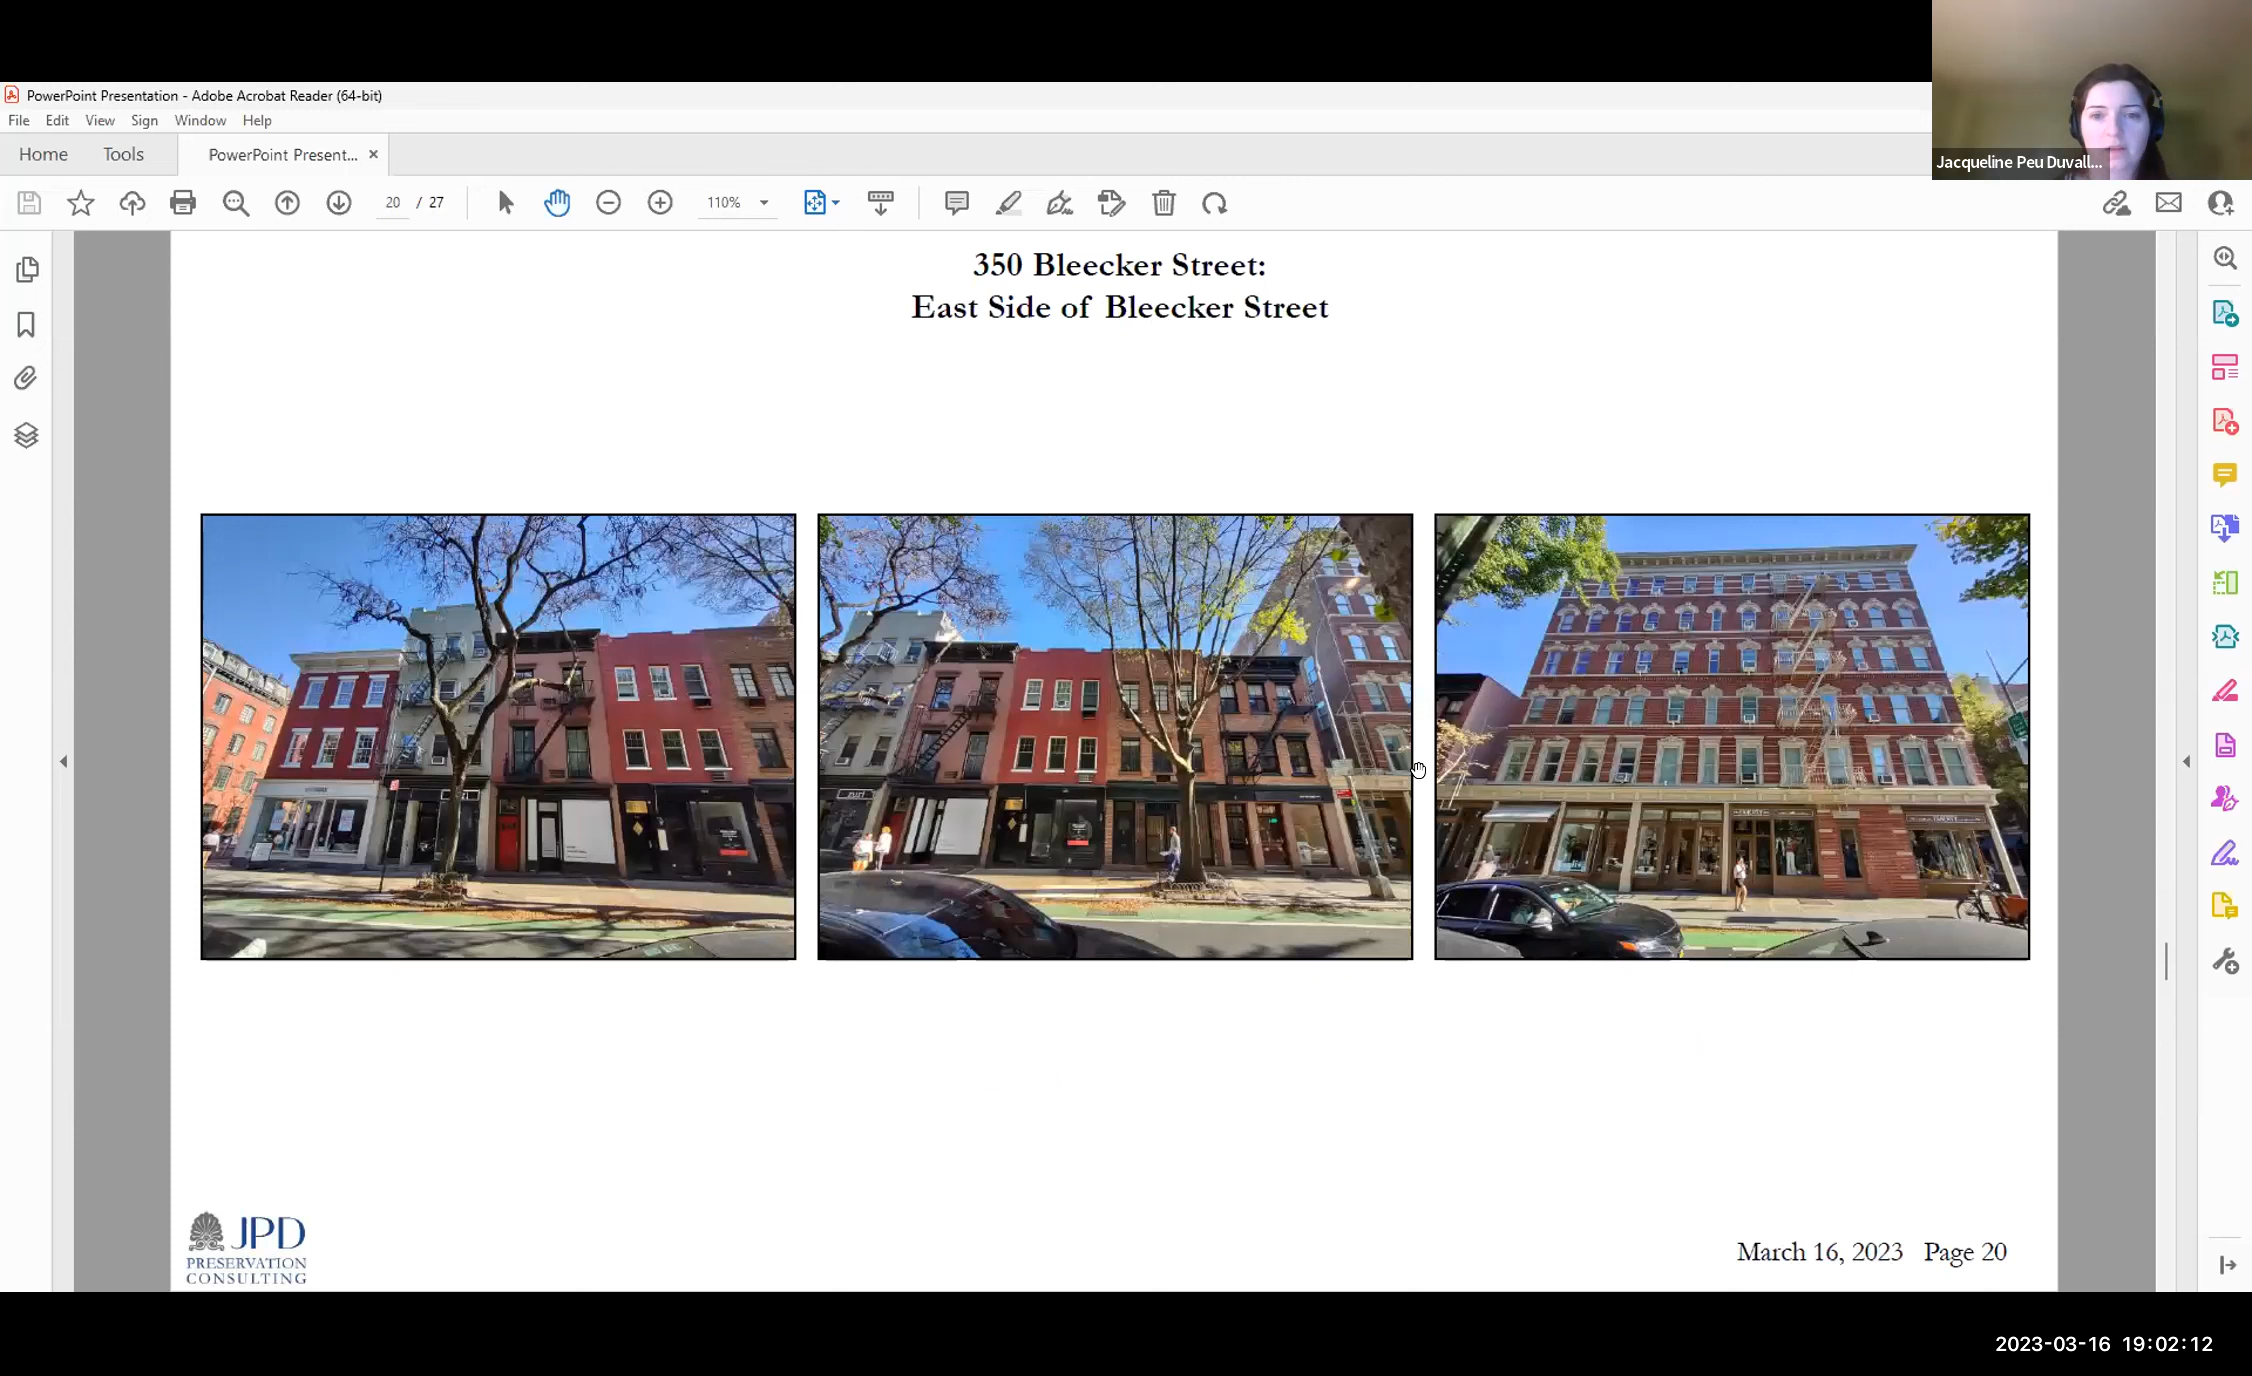 PowerPoint Presentation - Adobe Acrobat Reader (64-bit)
File Edit View Sign Window Help
Home Tools PowerPoint Present... ×
20 / 27 110%
Jacqueline Peu Duvall...
350 Bleecker Street:
East Side of Bleecker Street
JPD
PRESERVATION
CONSULTING
March 16, 2023 Page 20
2023-03-16 19:02:12